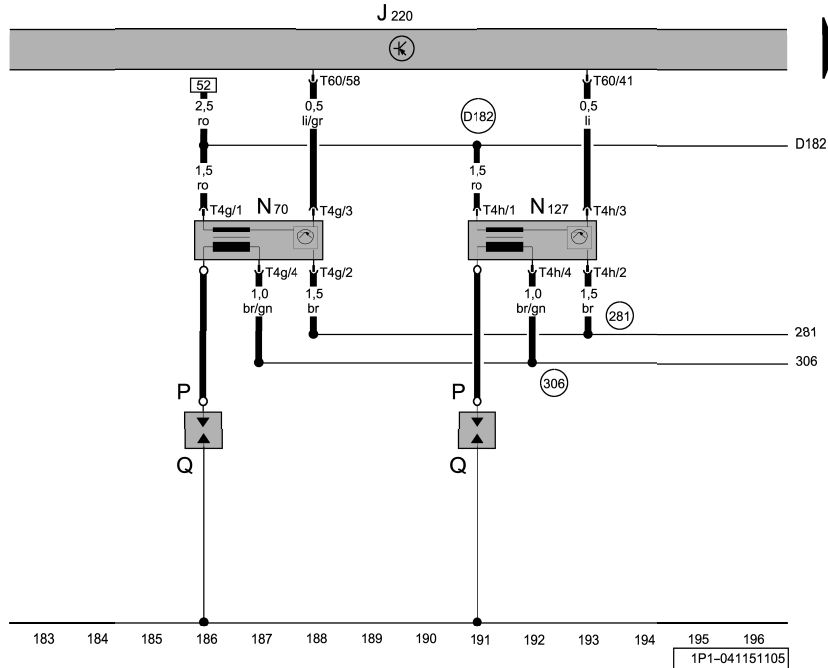 J 220
52
T60/58
T60/41
2,5
ro
0,5
li/gr
D182
0,5
li
D182
1,5
ro
1,5
ro
T4g/1
N 70
T4g/3
T4h/1
N 127
T4h/3
T4g/4
T4g/2
T4h/4
T4h/2
1,0
br/gn
1,5
br
1,0
br/gn
1,5
br
281
281
306
306
P
P
Q
Q
183 184 185 186 187 188 189 190 191 192 193 194 195 196
1P1-041151105